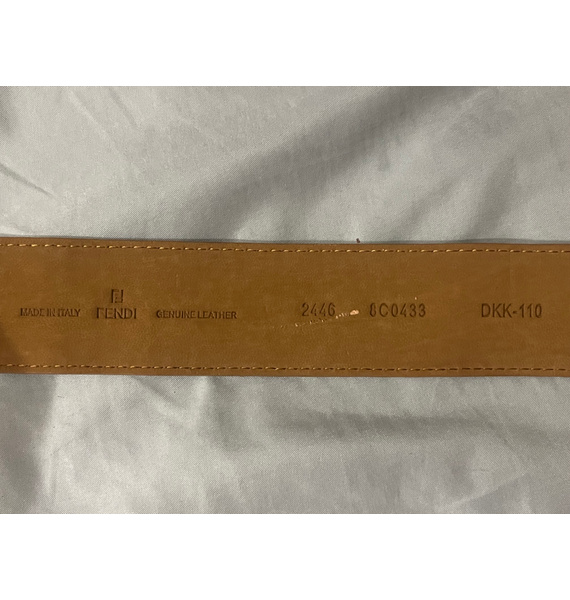 MADE IN ITALY FENDI GENUINE LEATHER 2446 8C0433 DKK-110